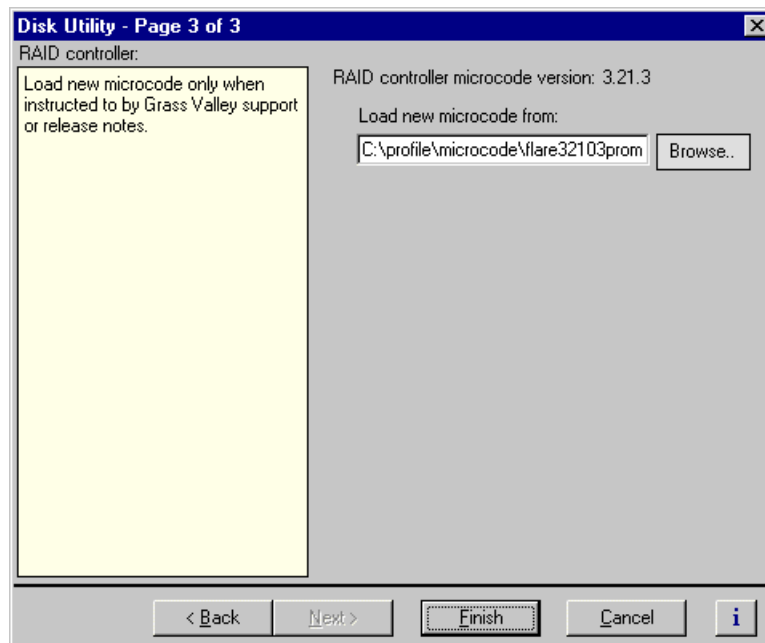 Disk Utility - Page 3 of 3
RAID controller:
Load new microcode only when
instructed to by Grass Valley support
or release notes.
RAID controller microcode version: 3.21.3
Load new microcode from:
C:\profile\microcode\flare32103prom
Browse..
< Back
Next >
Finish
Cancel
i